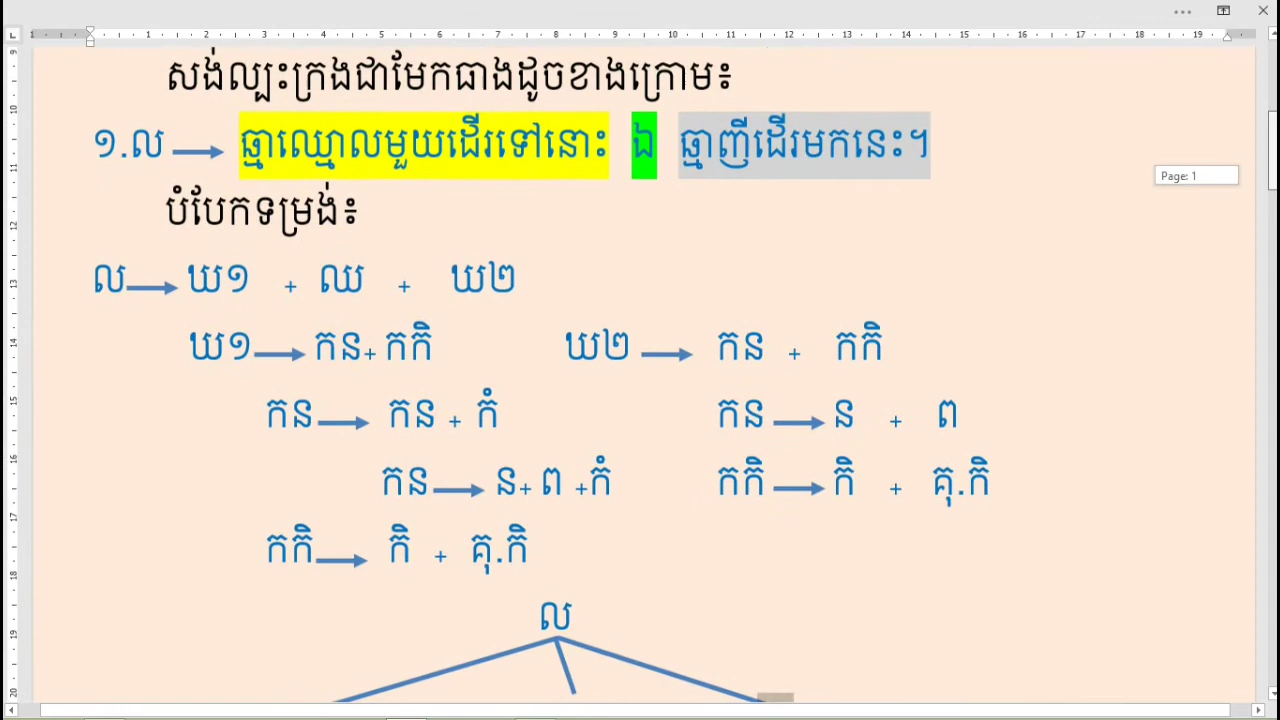 សង់ល្បះក្រងជាមែកធាងដូចខាងក្រោម៖
១.ល → ឆ្មាឈ្មោលមួយដើរទៅនោះ ឯ ឆ្មាញីដើរមកនេះ។
Page: 1
បំបែកទម្រង់៖
ល → ឃ១ + ឈ + ឃ២
ឃ១ → កន + កកិ ឃ២ → កន + កកិ
កន → កន + កំ កន → ន + ព
កន → ន + ព + កំ កកិ → កិ + គុ.កិ
កកិ → កិ + គុ.កិ
ល